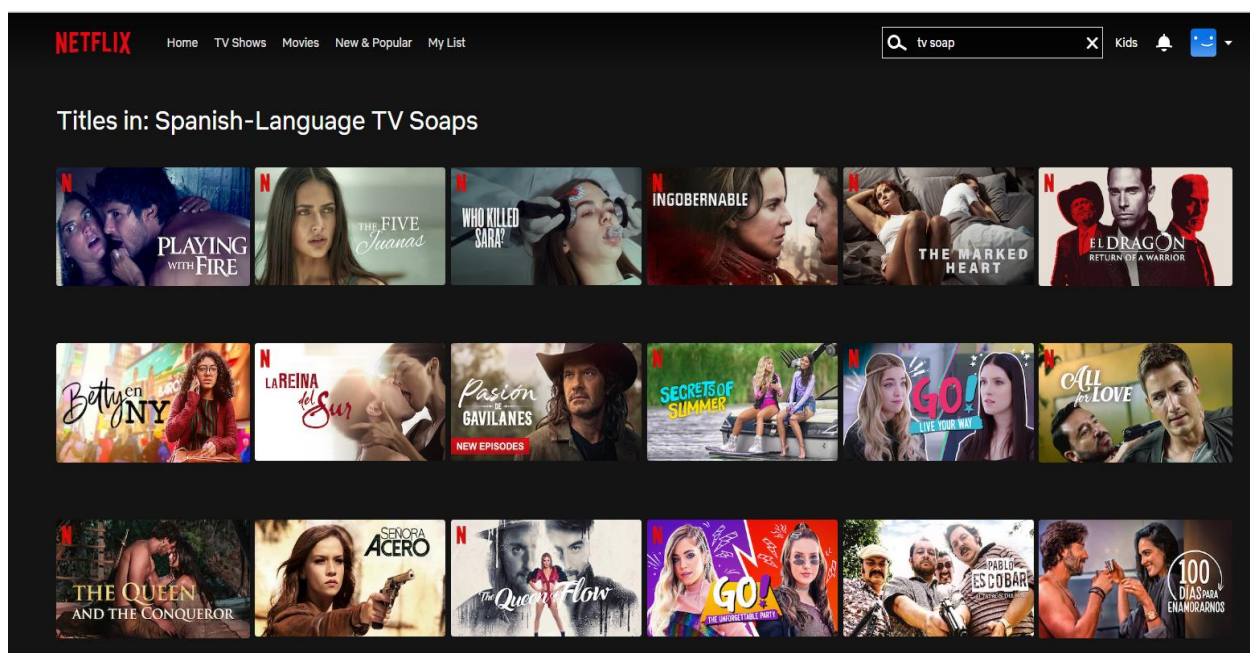 NETFLIX Home TV Shows Movies New & Popular My List tv soap Kids
Titles in: Spanish-Language TV Soaps
N
PLAYING
WITH FIRE
N
THE FIVE
Juanas
N
WHO KILLED
SARA?
N
INGOBERNABLE
N
THE MARKED
HEART
N
EL DRAGÓN
RETURN OF A WARRIOR
Betty en
NY
N
LA REINA
del
Sur
Pasión
DE
GAVILANES
NEW EPISODES
N
SECRETS OF
SUMMER
N
GO!
LIVE YOUR WAY
N
All
for LOVE
N
THE QUEEN
AND THE CONQUEROR
SEÑORA
ACERO
N
The Queen of Flow
N
GO!
THE UNFORGETTABLE PARTY
PABLO
ESCOBAR
100
DÍAS PARA
ENAMORARNOS